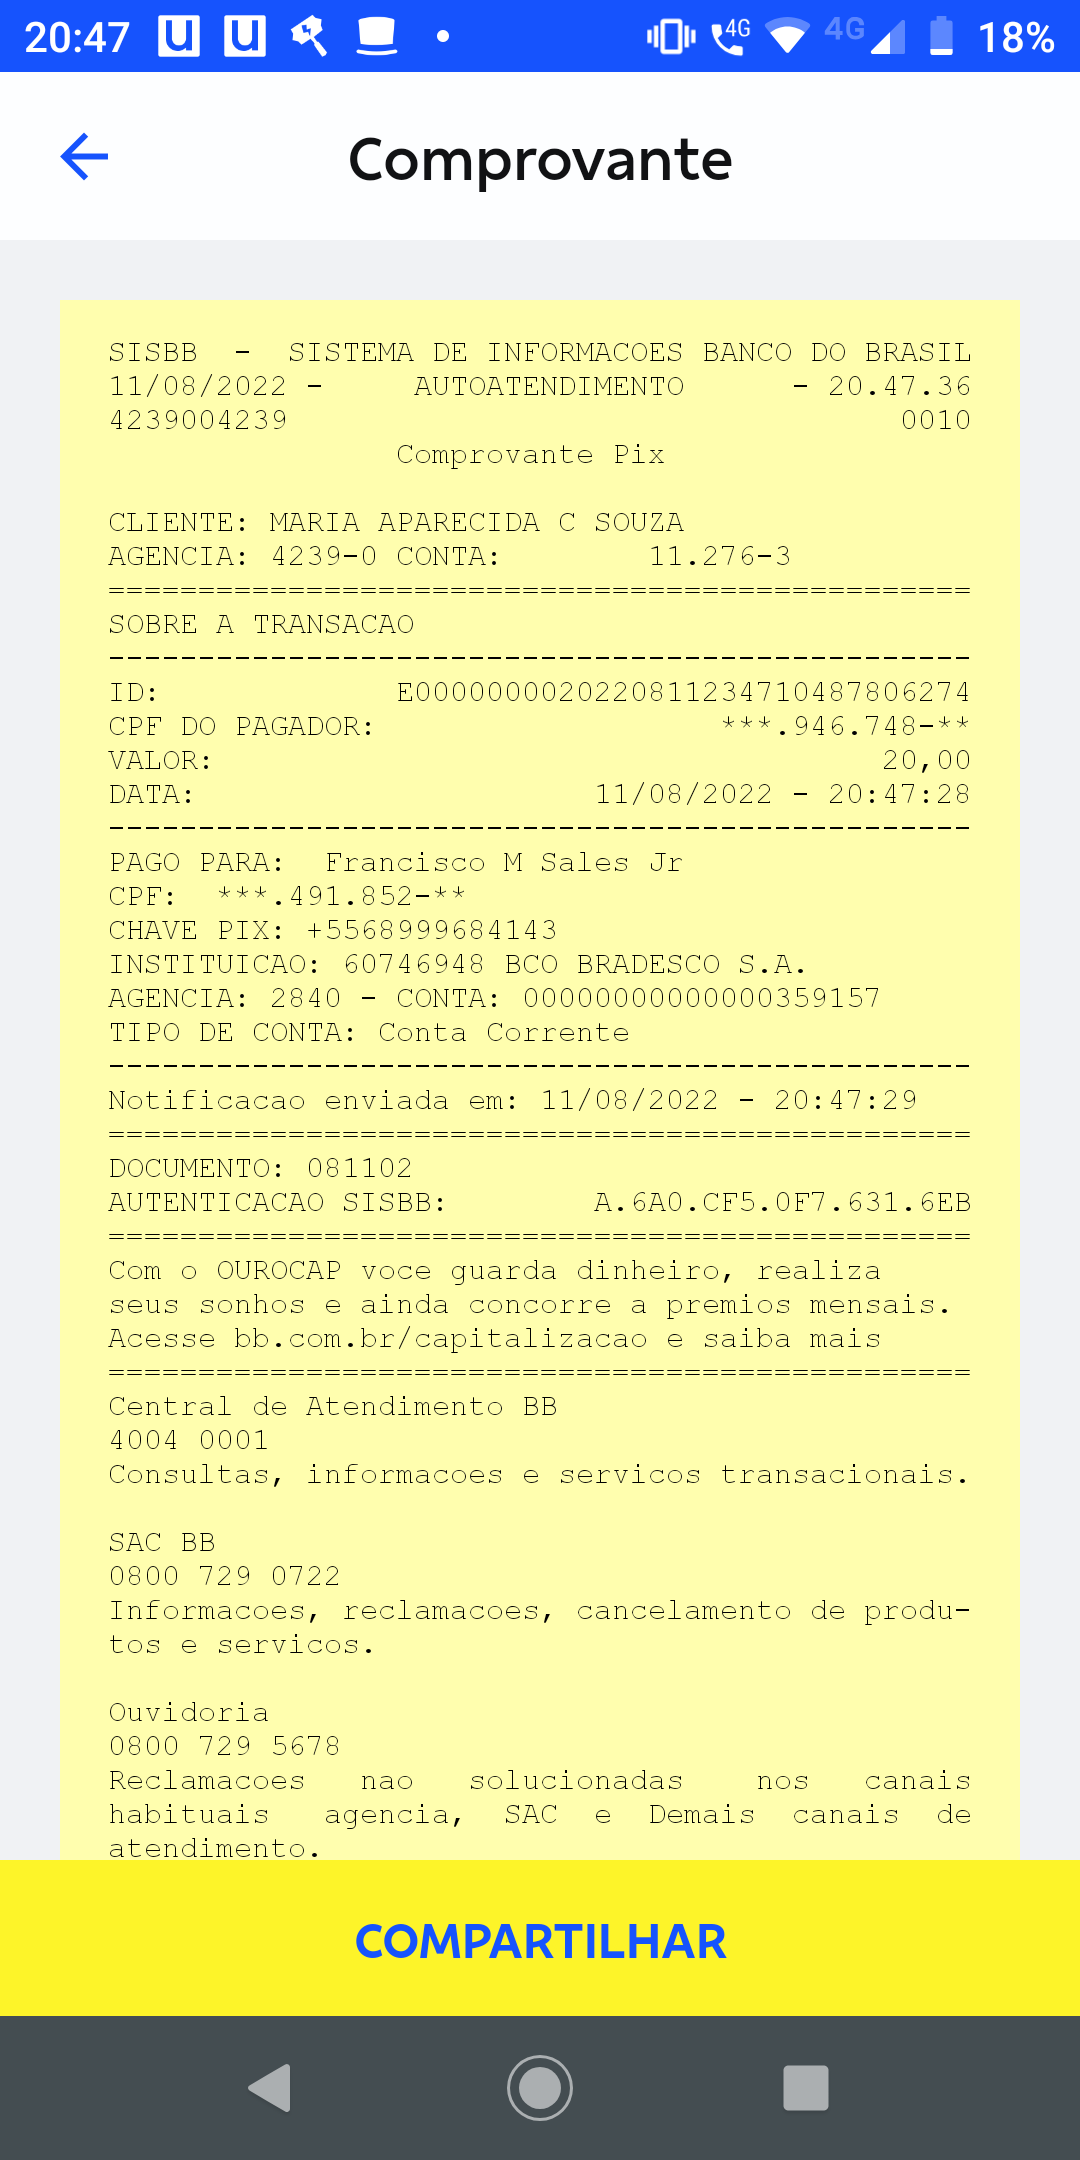 20:47 4G 4G 18%
Comprovante
SISBB - SISTEMA DE INFORMACOES BANCO DO BRASIL
11/08/2022 - AUTOATENDIMENTO - 20.47.36
4239004239 0010
Comprovante Pix
CLIENTE: MARIA APARECIDA C SOUZA
AGENCIA: 4239-0 CONTA: 11.276-3
================================================
SOBRE A TRANSACAO
------------------------------------------------
ID: E0000000020220811234710487806274
CPF DO PAGADOR: ***.946.748-**
VALOR: 20,00
DATA: 11/08/2022 - 20:47:28
------------------------------------------------
PAGO PARA: Francisco M Sales Jr
CPF: ***.491.852-**
CHAVE PIX: +5568999684143
INSTITUICAO: 60746948 BCO BRADESCO S.A.
AGENCIA: 2840 - CONTA: 00000000000000359157
TIPO DE CONTA: Conta Corrente
------------------------------------------------
Notificacao enviada em: 11/08/2022 - 20:47:29
================================================
DOCUMENTO: 081102
AUTENTICACAO SISBB: A.6A0.CF5.0F7.631.6EB
================================================
Com o OUROCAP voce guarda dinheiro, realiza
seus sonhos e ainda concorre a premios mensais.
Acesse bb.com.br/capitalizacao e saiba mais
================================================
Central de Atendimento BB
4004 0001
Consultas, informacoes e servicos transacionais.
SAC BB
0800 729 0722
Informacoes, reclamacoes, cancelamento de produ-
tos e servicos.
Ouvidoria
0800 729 5678
Reclamacoes nao solucionadas nos canais
habituais agencia, SAC e Demais canais de
atendimento.
COMPARTILHAR